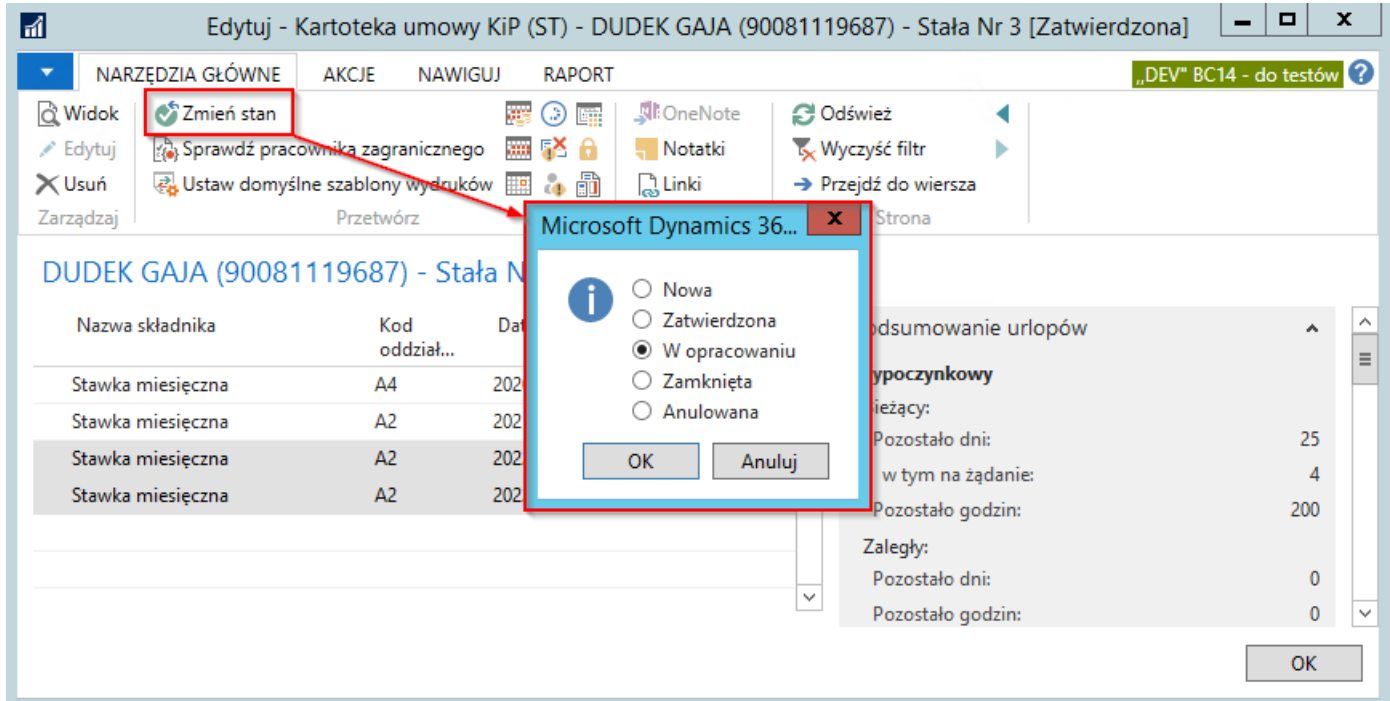 Edytuj - Kartoteka umowy KiP (ST) - DUDEK GAJA (90081119687) - Stała Nr 3 [Zatwierdzona]
NARZĘDZIA GŁÓWNE AKCJE NAWIGUJ RAPORT „DEV" BC14 - do testów
Widok Zmień stan OneNote Odśwież
Edytuj Sprawdź pracownika zagranicznego Notatki Wyczyść filtr
Usuń Ustaw domyślne szablony wydruków Linki Przejdź do wiersza
Zarządzaj Przetwórz Strona
Microsoft Dynamics 36...
DUDEK GAJA (90081119687) - Stała N
Nowa
Zatwierdzona
W opracowaniu
Zamknięta
Anulowana
OK Anuluj
Nazwa składnika Kod oddział... Dat
Stawka miesięczna A4 202
Stawka miesięczna A2 202
Stawka miesięczna A2 202
Stawka miesięczna A2 202
odsumowanie urlopów
ypoczynkowy
ieżący:
Pozostało dni: 25
w tym na żądanie: 4
Pozostało godzin: 200
Zaległy:
Pozostało dni: 0
Pozostało godzin: 0
OK